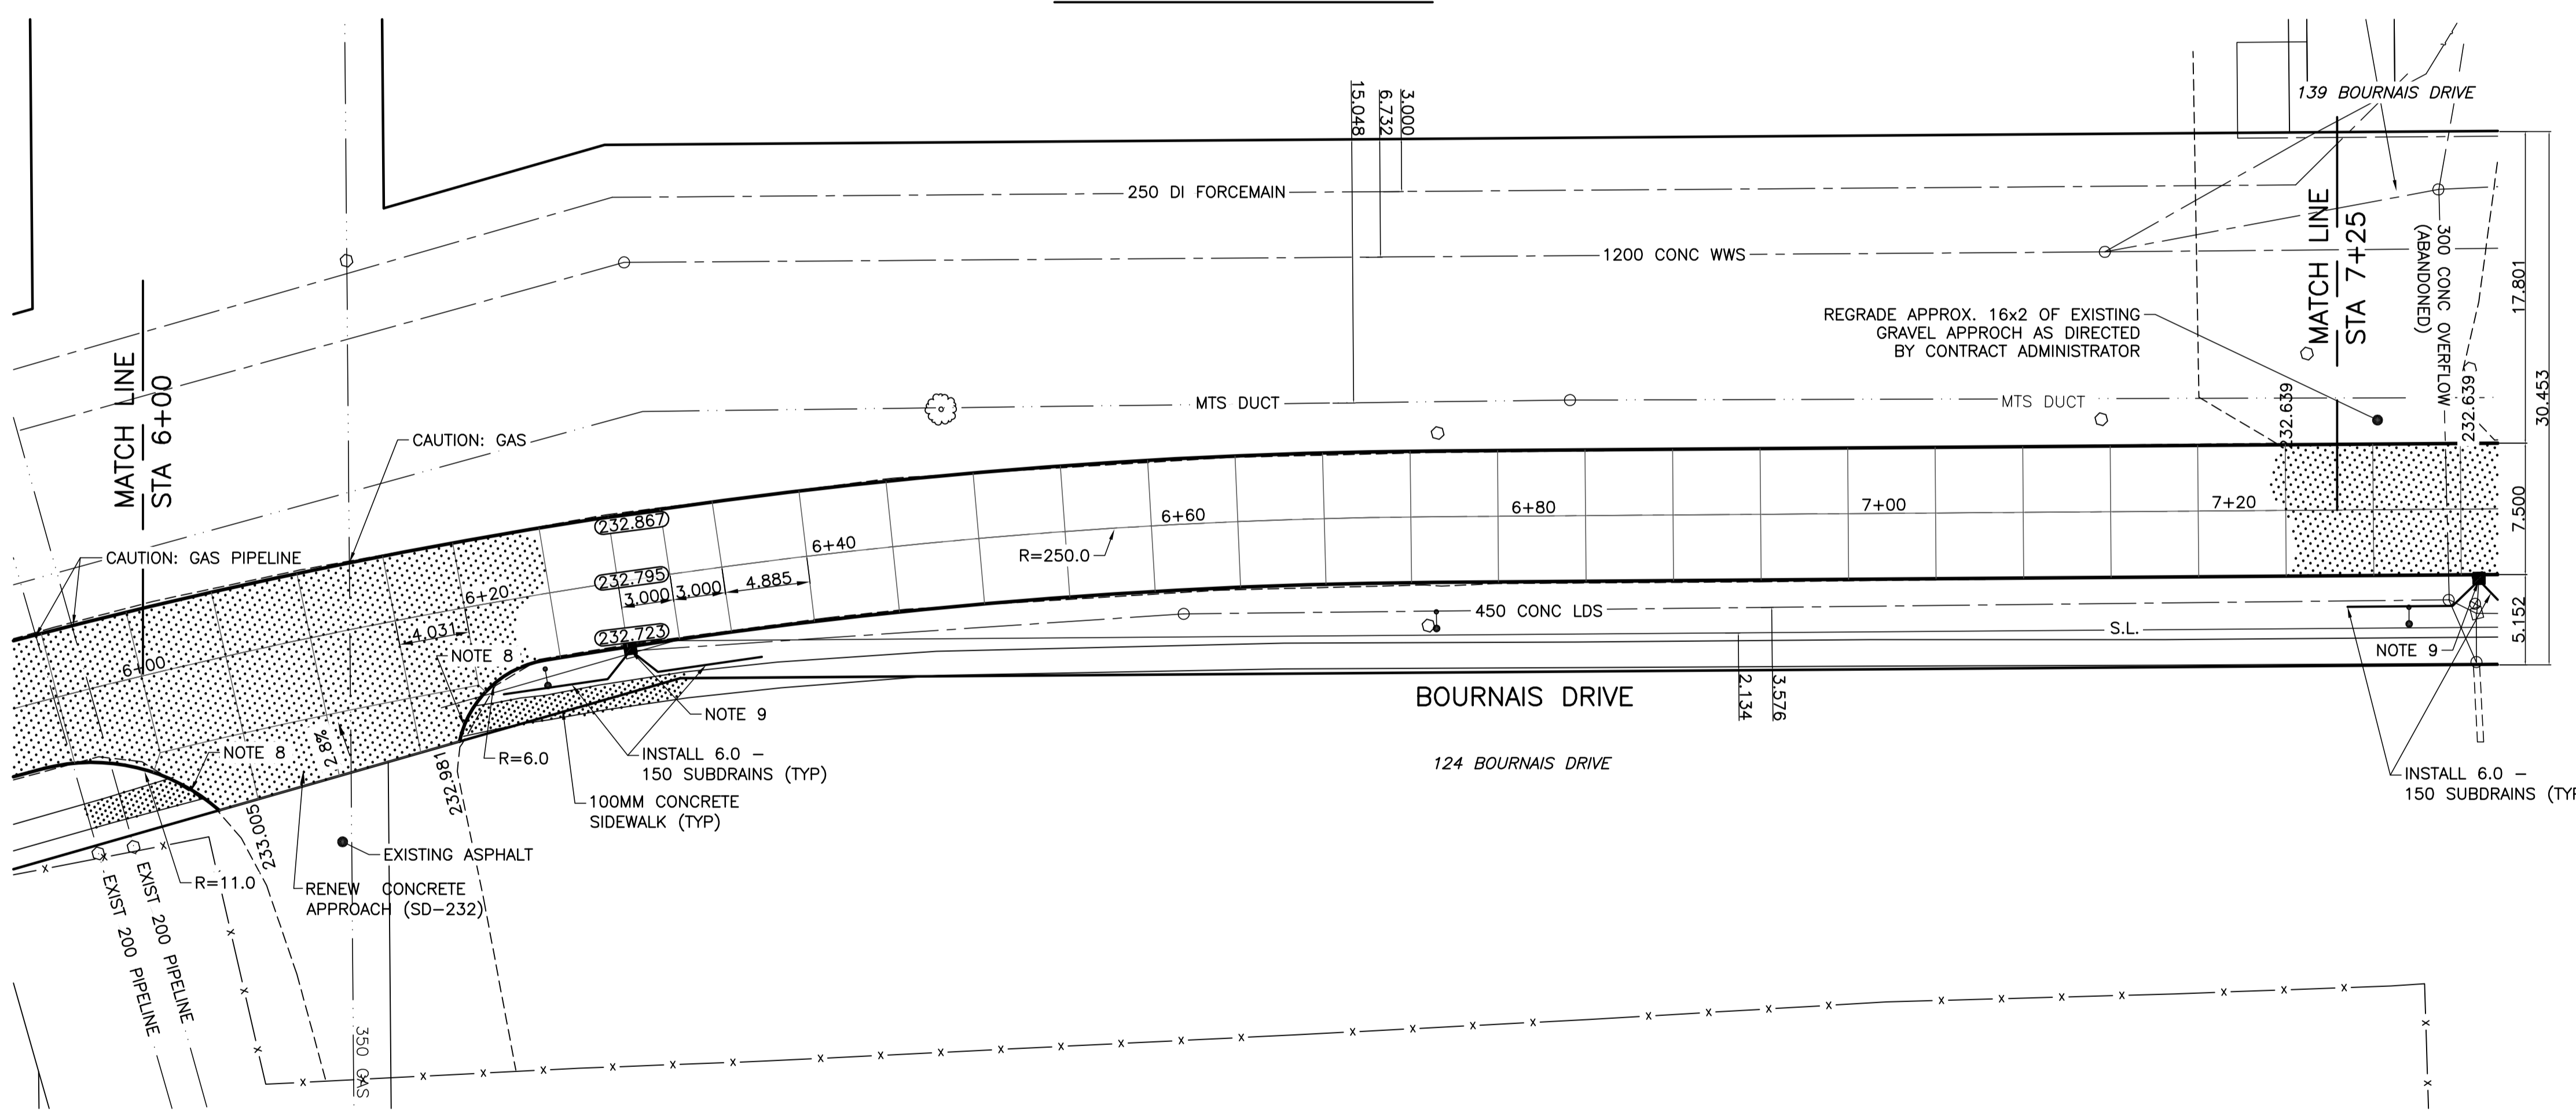 139 BOURNAIS DRIVE
15.048
6.732
3.000
250 DI FORCEMAIN
1200 CONC WWS
MATCH LINE
STA 7+25
300 CONC OVERFLOW
(ABANDONED)
17.801
30.453
REGRADE APPROX. 16x2 OF EXISTING
GRAVEL APPROCH AS DIRECTED
BY CONTRACT ADMINISTRATOR
MATCH LINE
STA 6+00
MTS DUCT
MTS DUCT
232.639
232.639
CAUTION: GAS
CAUTION: GAS PIPELINE
232.867
232.795
232.723
3.000
3.000
4.885
4.031
6+00
6+20
6+40
6+60
6+80
7+00
7+20
R=250.0
7.500
5.152
450 CONC LDS
S.L.
NOTE 8
NOTE 9
NOTE 9
2.134
3.576
BOURNAIS DRIVE
124 BOURNAIS DRIVE
NOTE 8
2.8%
232.981
233.005
R=6.0
INSTALL 6.0 –
150 SUBDRAINS (TYP)
100MM CONCRETE
SIDEWALK (TYP)
INSTALL 6.0 –
150 SUBDRAINS (TYP
EXISTING ASPHALT
R=11.0
RENEW CONCRETE
APPROACH (SD-232)
EXIST 200 PIPELINE
EXIST 200 PIPELINE
350 GAS